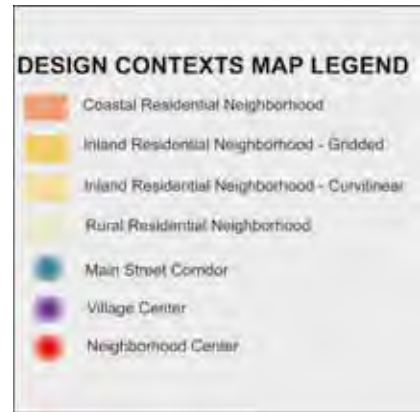 DESIGN CONTEXTS MAP LEGEND
Coastal Residential Neighborhood
Inland Residential Neighborhood - Gridded
Inland Residential Neighborhood - Curvilinear
Rural Residential Neighborhood
Main Street Corridor
Village Center
Neighborhood Center